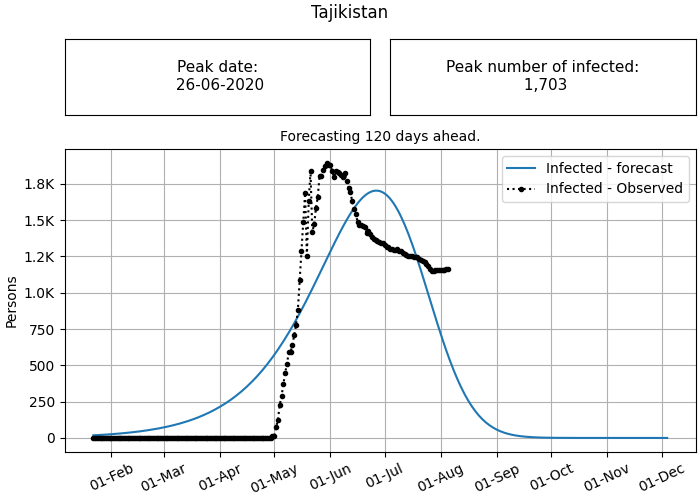 Tajikistan
Peak date:
26-06-2020
Peak number of infected:
1,703
Forecasting 120 days ahead.
Infected - forecast
Infected - Observed
Persons
1.8K
1.5K
1.2K
1.0K
750
500
250
0
01-Feb
01-Mar
01-Apr
01-May
01-Jun
01-Jul
01-Aug
01-Sep
01-Oct
01-Nov
01-Dec